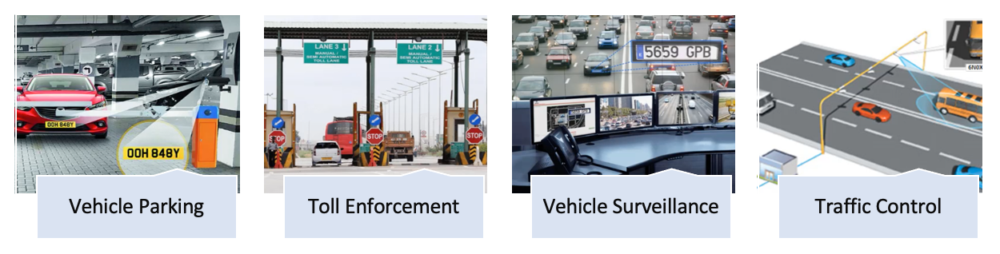 OOH 848Y
OOH 848Y
Vehicle Parking
LANE 3
MANUAL /
SEMI AUTOMATIC
TOLL LANE
LANE 2
MANUAL /
SEMI AUTOMATIC
TOLL LANE
STOP
STOP
STOP
Toll Enforcement
5659 GPB
Vehicle Surveillance
Traffic Control